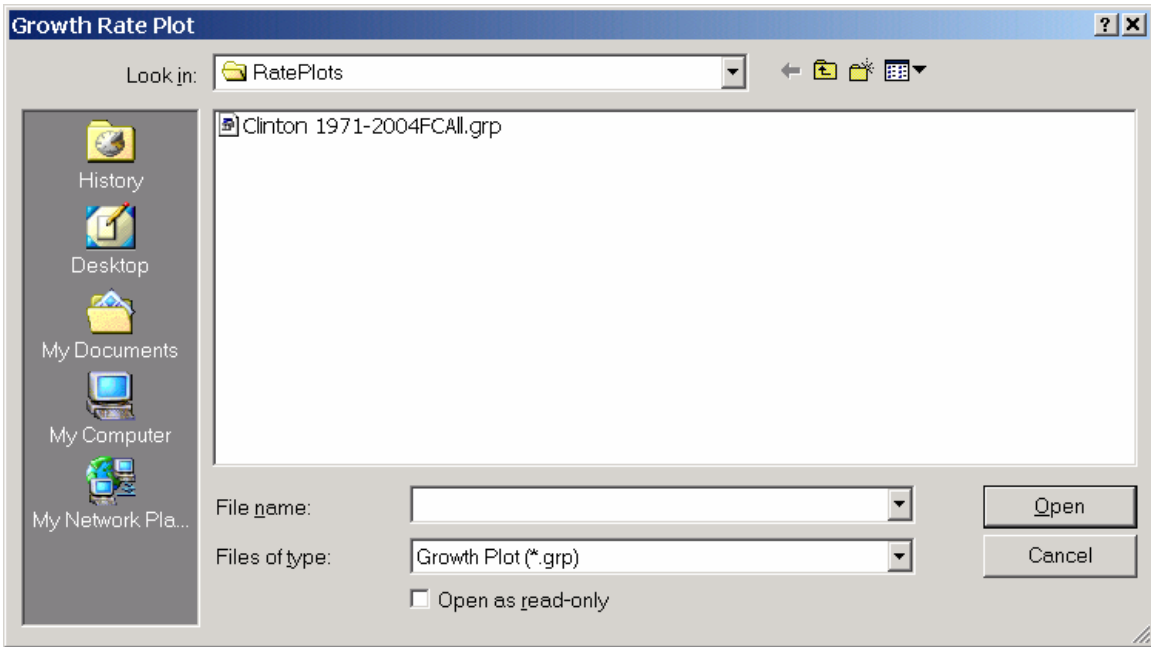 Growth Rate Plot
Look in:
RatePlots
Clinton 1971-2004FCAll.grp
History
Desktop
My Documents
My Computer
My Network Pla...
File name:
Open
Files of type:
Growth Plot (*.grp)
Cancel
Open as read-only